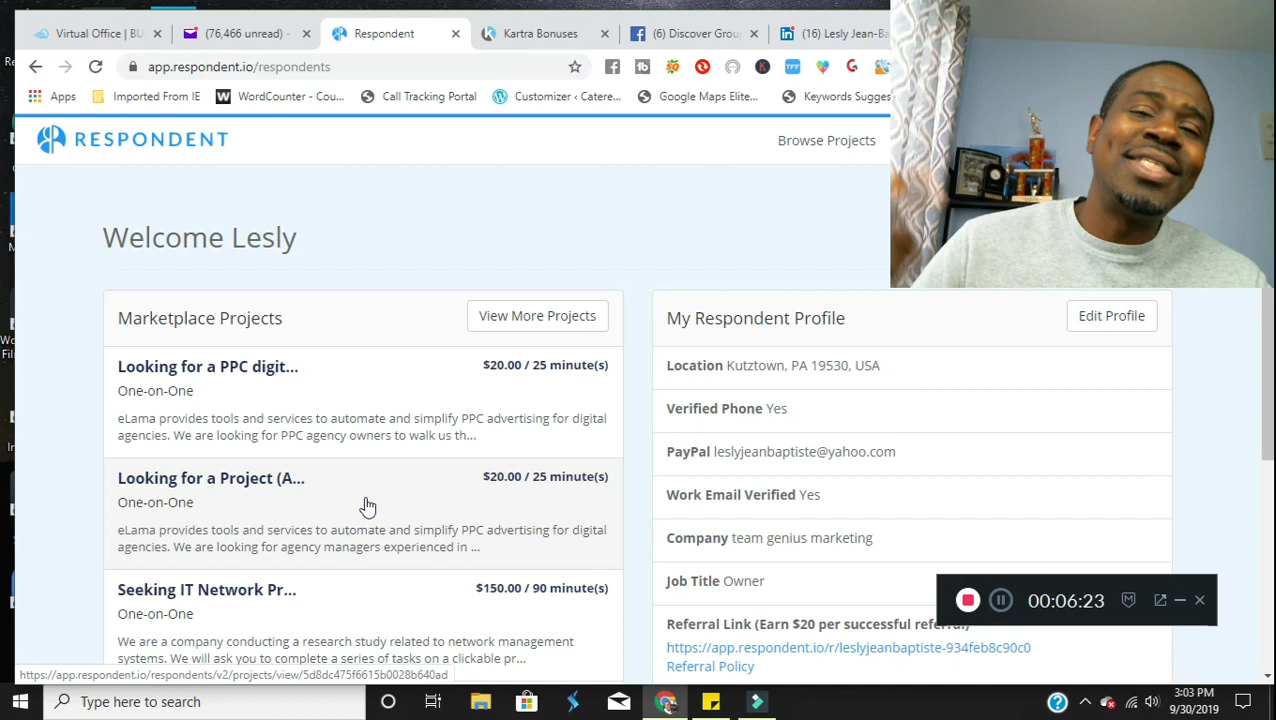 Virtual Office | BU
(76,466 unread) -
Respondent
Kartra Bonuses
(6) Discover Grou
(16) Lesly Jean-Ba
app.respondent.io/respondents
Apps
Imported From IE
WordCounter - Cou...
Call Tracking Portal
Customizer ‹ Catere...
Google Maps Elite...
Keywords Sugges
RESPONDENT
Browse Projects
Welcome Lesly
Marketplace Projects
View More Projects
Looking for a PPC digit...
$20.00 / 25 minute(s)
One-on-One
eLama provides tools and services to automate and simplify PPC advertising for digital
agencies. We are looking for PPC agency owners to walk us th...
Looking for a Project (A...
$20.00 / 25 minute(s)
One-on-One
eLama provides tools and services to automate and simplify PPC advertising for digital
agencies. We are looking for agency managers experienced in ...
Seeking IT Network Pr...
$150.00 / 90 minute(s)
One-on-One
We are a company conducting a research study related to network management
systems. We will ask you to complete a series of tasks on a clickable pr...
My Respondent Profile
Edit Profile
Location Kutztown, PA 19530, USA
Verified Phone Yes
PayPal leslyjeanbaptiste@yahoo.com
Work Email Verified Yes
Company team genius marketing
Job Title Owner
Referral Link (Earn $20 per successful referral)
https://app.respondent.io/r/leslyjeanbaptiste-934feb8c90c0
Referral Policy
00:06:23
https://app.respondent.io/respondents/v2/projects/view/5d8dc475f6615b0028b640ad
Type here to search
3:03 PM
9/30/2019